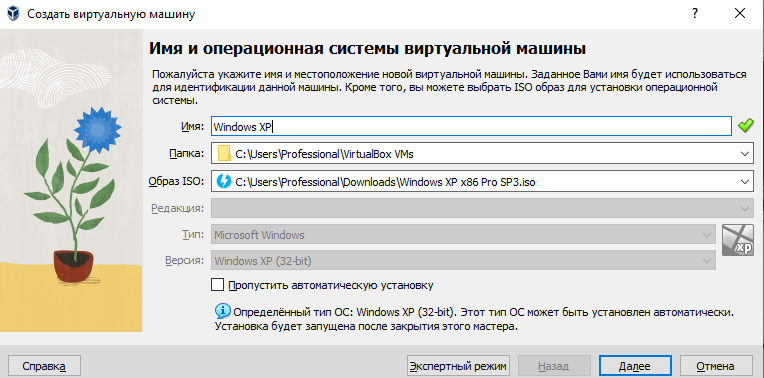 Создать виртуальную машину
Имя и операционная системы виртуальной машины
Пожалуйста укажите имя и местоположение новой виртуальной машины. Заданное Вами имя будет использоваться
для идентификации данной машины. Кроме того, вы можете выбрать ISO образ для установки операционной
системы.
Имя: Windows XP
Папка: C:\Users\Professional\VirtualBox VMs
Образ ISO: C:\Users\Professional\Downloads\Windows XP x86 Pro SP3.iso
Редакция:
Тип: Microsoft Windows
Версия: Windows XP (32-bit)
xp
Пропустить автоматическую установку
Определённый тип ОС: Windows XP (32-bit). Этот тип ОС может быть установлен автоматически.
Установка будет запущена после закрытия этого мастера.
Справка Экспертный режим Назад Далее Отмена